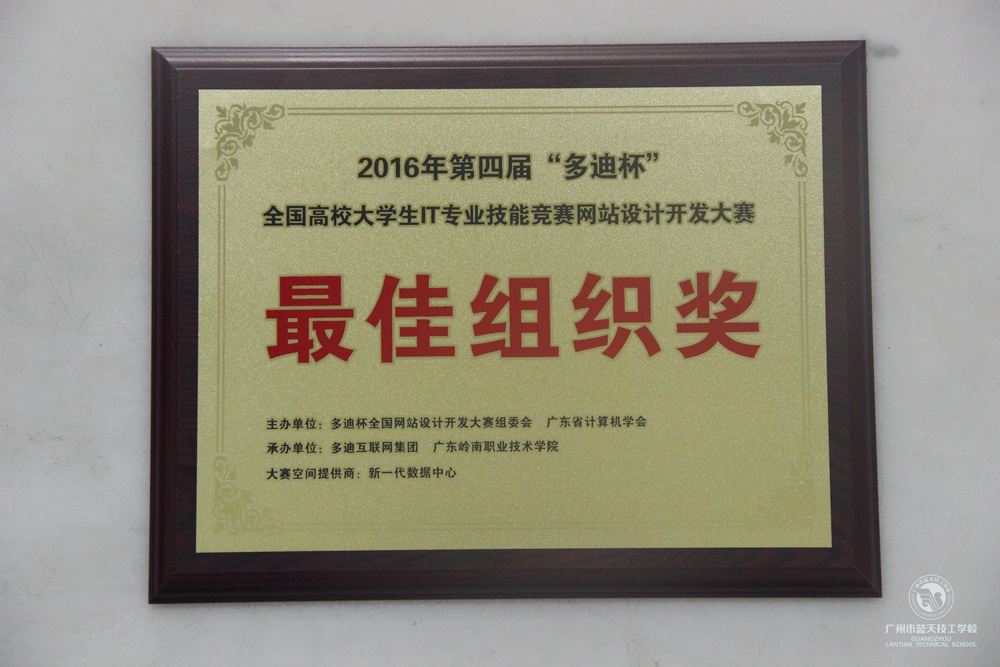 2016年第四届“多迪杯”
全国高校大学生IT专业技能竞赛网站设计开发大赛
最佳组织奖
主办单位：多迪杯全国网站设计开发大赛组委会 广东省计算机学会
承办单位：多迪互联网集团 广东岭南职业技术学院
大赛空间提供商：新一代数据中心
广州市蓝天技工学校
GUANGZHOU
LANTIAN TECHNICAL SCHOOL